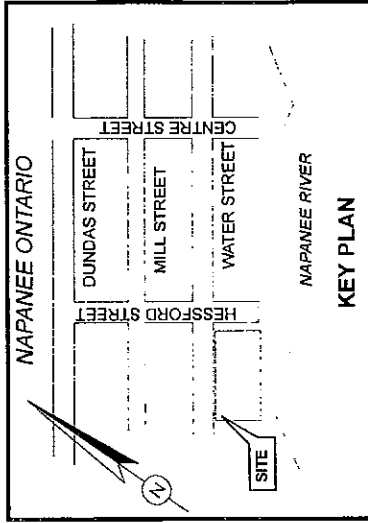 NAPANEE ONTARIO
DUNDAS STREET
MILL STREET
WATER STREET
HESSFORD STREET
CENTRE STREET
N
SITE
NAPANEE RIVER
KEY PLAN